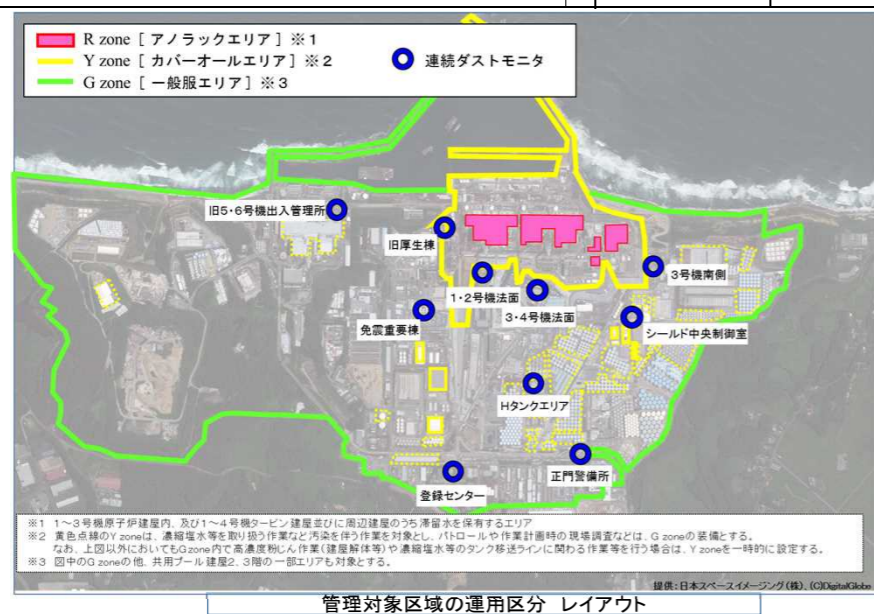 R zone [ アノラックエリア] ※１
Y zone [ カバーオールエリア] ※２
G zone [ 一般服エリア] ※３
連続ダストモニタ
旧5・6号機出入管理所
旧厚生棟
3号機南側
1・2号機法面
3・4号機法面
免震重要棟
シールド中央制御室
Hタンクエリア
正門警備所
登録センター
※１ １～３号機原子炉建屋内、及び１～４号機タービン建屋並びに周辺建屋のうち滞留水を保有するエリア
※２ 黄色点線のY zoneは、濃縮塩水等を取り扱う作業など汚染を伴う作業を対象とし、パトロールや作業計画時の現場調査などは、G zoneの装備とする。
なお、上図以外においてもG zone内で高濃度粉じん作業（建屋解体等）や濃縮塩水等のタンク移送ラインに関わる作業等を行う場合は、Y zoneを一時的に設定する。
※３ 図中のG zoneの他、共用プール建屋2、3階の一部エリアも対象とする。
提供：日本スペースイメージング（株）、(C)DigitalGlobe
管理対象区域の運用区分 レイアウト